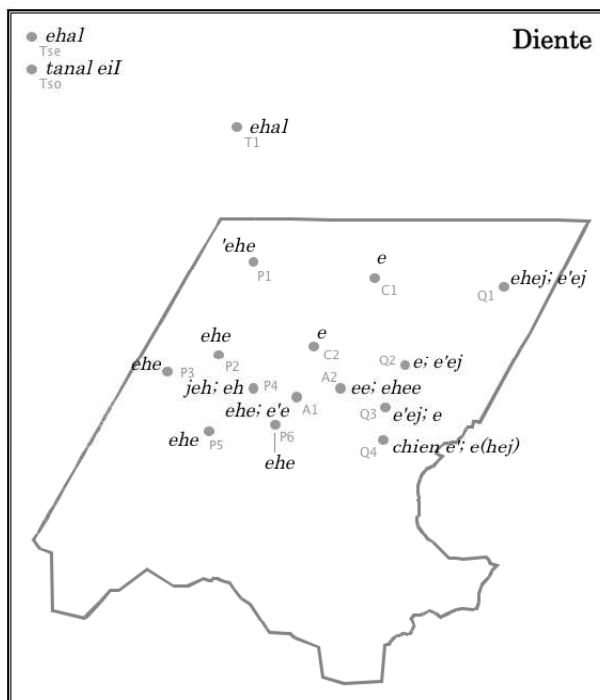 Diente
ehal
Tse
tanal eiI
Tso
ehaI
T1
'ehe
P1
e
C1
ehej; e'ej
Q1
ehe
P2
e
C2
e; e'ej
Q2
ehe
P3
jeh; eh
P4
A2
ee; ehee
ehe; e'e
A1
Q3
e'ej; e
ehe
P5
P6
ehe
Q4
chien e'; e(hej)